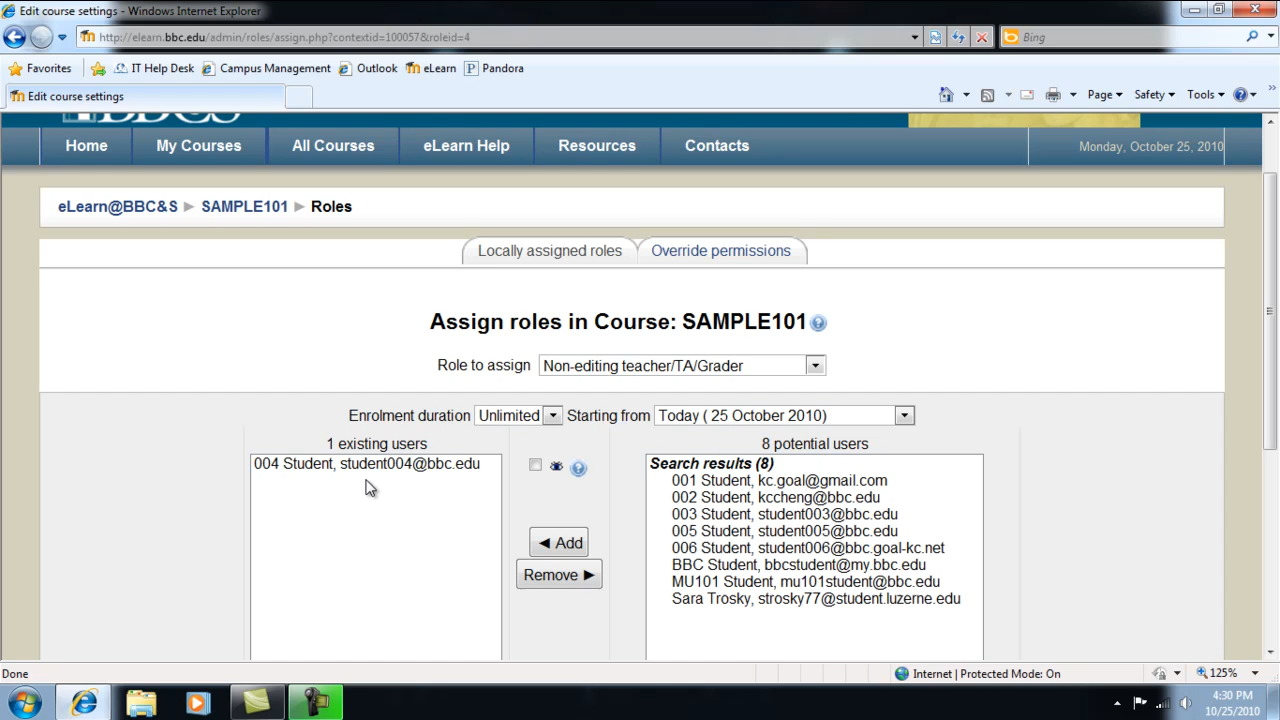 Edit course settings - Windows Internet Explorer
http://elearn.bbc.edu/admin/roles/assign.php?contextid=100057&roleid=4
Bing
Favorites IT Help Desk Campus Management Outlook eLearn Pandora
Edit course settings
Page Safety Tools
Home My Courses All Courses eLearn Help Resources Contacts Monday, October 25, 2010
eLearn@BBC&S SAMPLE101 Roles
Locally assigned roles Override permissions
Assign roles in Course: SAMPLE101
Role to assign Non-editing teacher/TA/Grader
Enrolment duration Unlimited Starting from Today ( 25 October 2010)
1 existing users
8 potential users
004 Student, student004@bbc.edu
Search results (8)
001 Student, kc.goal@gmail.com
002 Student, kccheng@bbc.edu
003 Student, student003@bbc.edu
005 Student, student005@bbc.edu
006 Student, student006@bbc.goal-kc.net
BBC Student, bbcstudent@my.bbc.edu
MU101 Student, mu101student@bbc.edu
Sara Trosky, strosky77@student.luzerne.edu
◄ Add
Remove ►
Done
Internet | Protected Mode: On
125%
4:30 PM
10/25/2010